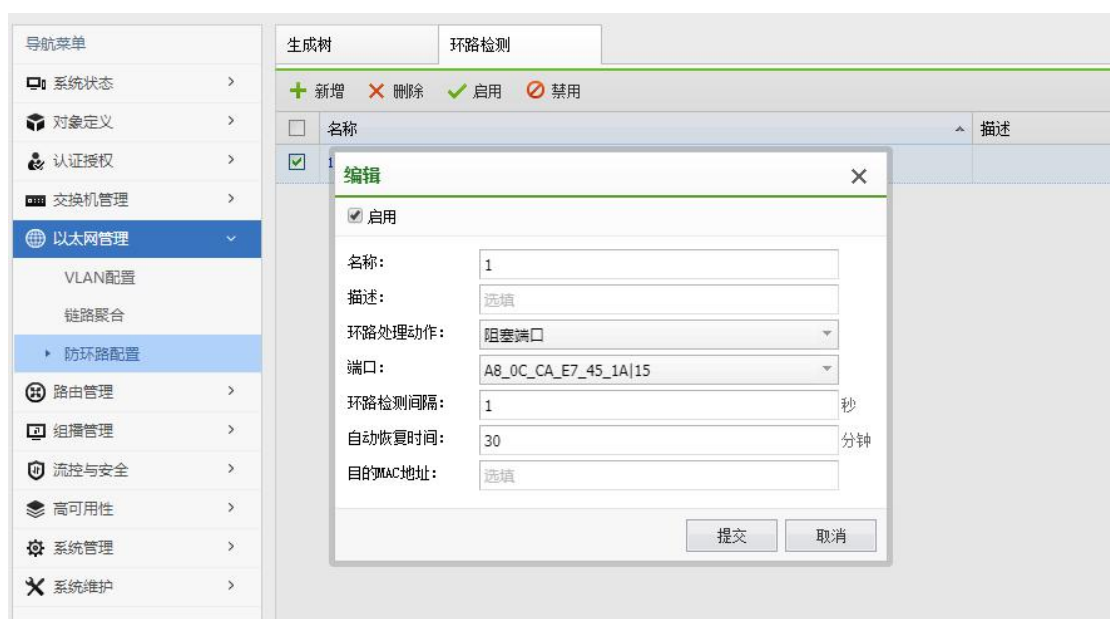 导航菜单
系统状态
对象定义
认证授权
交换机管理
以太网管理
VLAN配置
链路聚合
防环路配置
路由管理
组播管理
流控与安全
高可用性
系统管理
系统维护
生成树 环路检测
新增 删除 启用 禁用
名称 描述
1
编辑
启用
名称： 1
描述： 选填
环路处理动作： 阻塞端口
端口： A8_0C_CA_E7_45_1A|15
环路检测间隔： 1 秒
自动恢复时间： 30 分钟
目的MAC地址： 选填
提交 取消